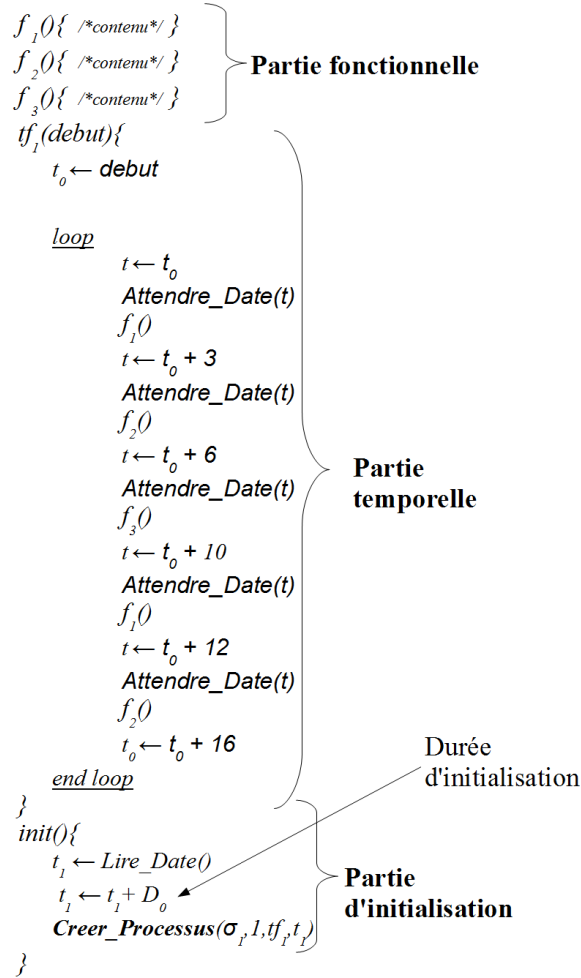 f₁(){ /*contenu*/ }
f₂(){ /*contenu*/ }
Partie fonctionnelle
f₃(){ /*contenu*/ }
tf₁(debut){
t₀ ← debut
loop
t ← t₀
Attendre_Date(t)
f₁()
t ← t₀ + 3
Attendre_Date(t)
f₂()
t ← t₀ + 6
Attendre_Date(t)
f₃()
t ← t₀ + 10
Attendre_Date(t)
f₁()
t ← t₀ + 12
Attendre_Date(t)
f₂()
t₀ ← t₀ + 16
end loop
}
Partie
temporelle
init(){
t₁ ← Lire_Date()
t₁ ← t₁ + D₀
Creer_Processus(σ₁,1,tf₁,t₁)
}
Durée
d'initialisation
Partie
d'initialisation